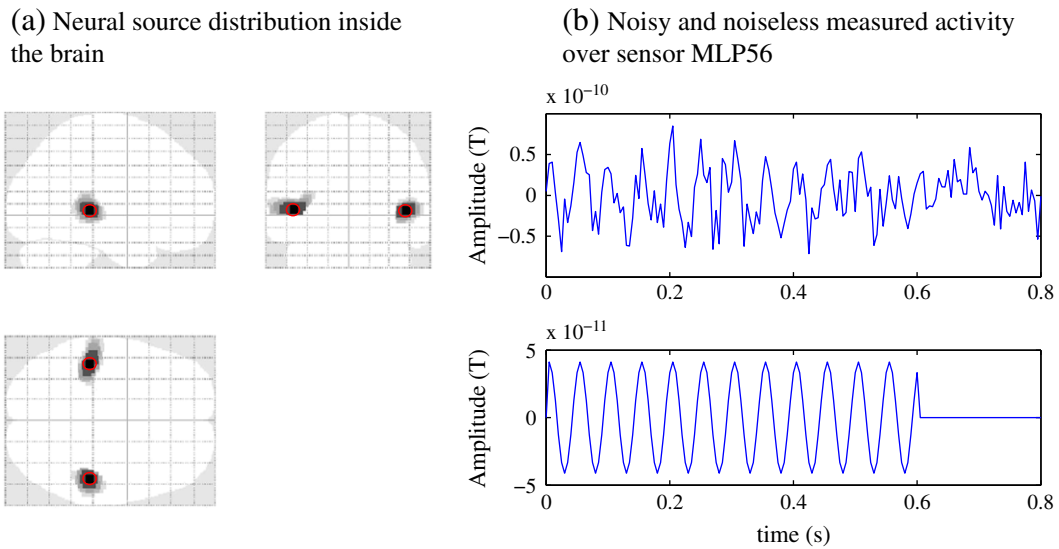 (a) Neural source distribution inside
the brain
(b) Noisy and noiseless measured activity
over sensor MLP56
x 10⁻¹⁰
Amplitude (T)
0.5
0
−0.5
0 0.2 0.4 0.6 0.8
x 10⁻¹¹
Amplitude (T)
5
0
−5
0 0.2 0.4 0.6 0.8
time (s)